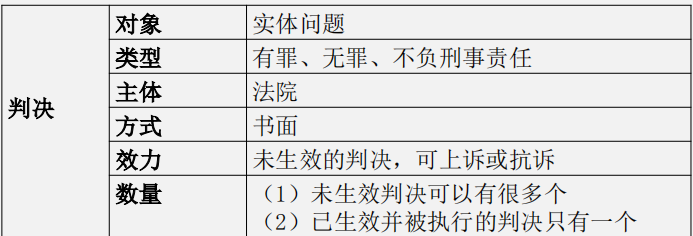 判决
对象 实体问题
类型 有罪、无罪、不负刑事责任
主体 法院
方式 书面
效力 未生效的判决，可上诉或抗诉
数量 （1）未生效判决可以有很多个
（2）已生效并被执行的判决只有一个